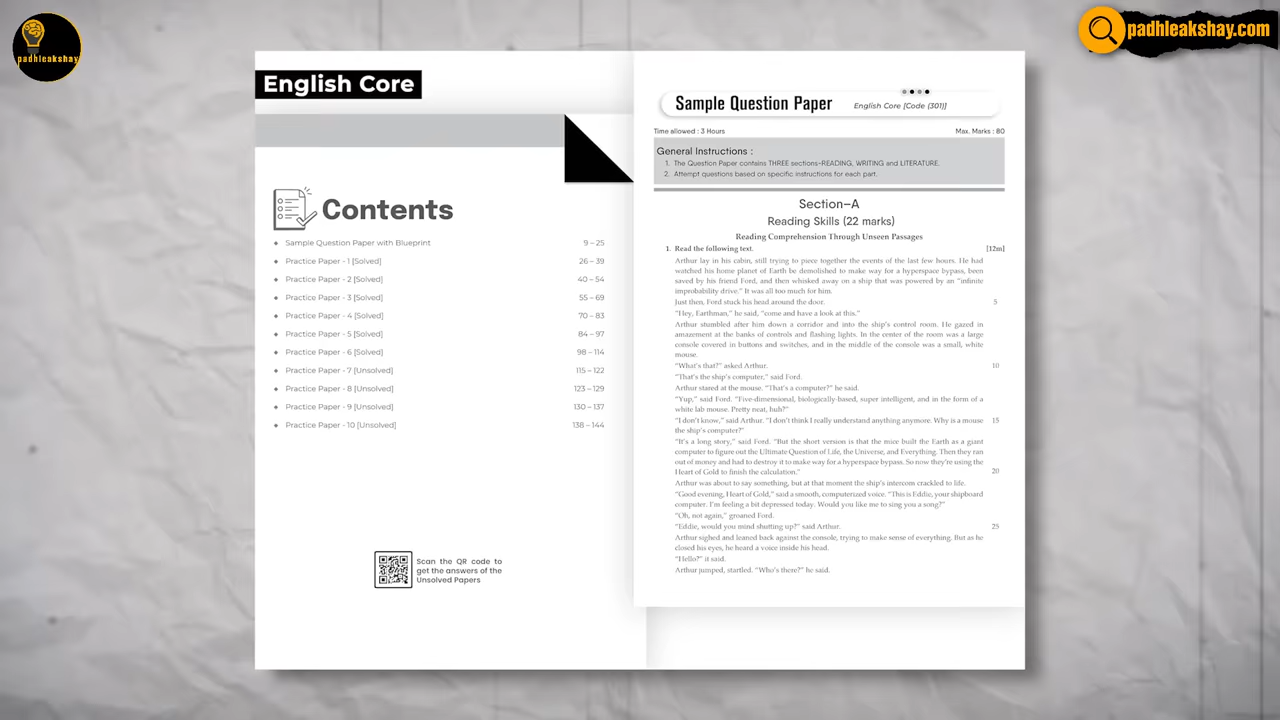 padhleakshay
padhleakshay.com
English Core
Contents
Sample Question Paper with Blueprint 9 – 25
Practice Paper - 1 [Solved] 26 – 39
Practice Paper - 2 [Solved] 40 – 54
Practice Paper - 3 [Solved] 55 – 69
Practice Paper - 4 [Solved] 70 – 83
Practice Paper - 5 [Solved] 84 – 97
Practice Paper - 6 [Solved] 98 – 114
Practice Paper - 7 [Unsolved] 115 – 122
Practice Paper - 8 [Unsolved] 123 – 129
Practice Paper - 9 [Unsolved] 130 – 137
Practice Paper - 10 [Unsolved] 138 – 144
Scan the QR code to
get the answers of the
Unsolved Papers
Sample Question Paper English Core [Code (301)]
Time allowed : 3 Hours Max. Marks : 80
General Instructions :
1. The Question Paper contains THREE sections-READING, WRITING and LITERATURE.
2. Attempt questions based on specific instructions for each part.
Section–A
Reading Skills (22 marks)
Reading Comprehension Through Unseen Passages
1. Read the following text. [12m]
Arthur lay in his cabin, still trying to piece together the events of the last few hours. He had
watched his home planet of Earth be demolished to make way for a hyperspace bypass, been
saved by his friend Ford, and then whisked away on a ship that was powered by an “infinite
improbability drive.” It was all too much for him.
Just then, Ford stuck his head around the door. 5
“Hey, Earthman,” he said, “come and have a look at this.”
Arthur stumbled after him down a corridor and into the ship’s control room. He gazed in
amazement at the banks of controls and flashing lights. In the center of the room was a large
console covered in buttons and switches, and in the middle of the console was a small, white
mouse.
“What’s that?” asked Arthur. 10
“That’s the ship’s computer,” said Ford.
Arthur stared at the mouse. “That’s a computer?” he said.
“Yup,” said Ford. “Five-dimensional, biologically-based, super intelligent, and in the form of a
white lab mouse. Pretty neat, huh?”
“I don’t know,” said Arthur. “I don’t think I really understand anything anymore. Why is a mouse 15
the ship’s computer?”
“It’s a long story,” said Ford. “But the short version is that the mice built the Earth as a giant
computer to figure out the Ultimate Question of Life, the Universe, and Everything. Then they ran
out of money and had to destroy it to make way for a hyperspace bypass. So now they’re using the
Heart of Gold to finish the calculation.” 20
Arthur was about to say something, but at that moment the ship’s intercom crackled to life.
“Good evening, Heart of Gold,” said a smooth, computerized voice. “This is Eddie, your shipboard
computer. I’m feeling a bit depressed today. Would you like me to sing you a song?”
“Oh, not again,” groaned Ford.
“Eddie, would you mind shutting up?” said Arthur. 25
Arthur sighed and leaned back against the console, trying to make sense of everything. But as he
closed his eyes, he heard a voice inside his head.
“Hello?” it said.
Arthur jumped, startled. “Who’s there?” he said.